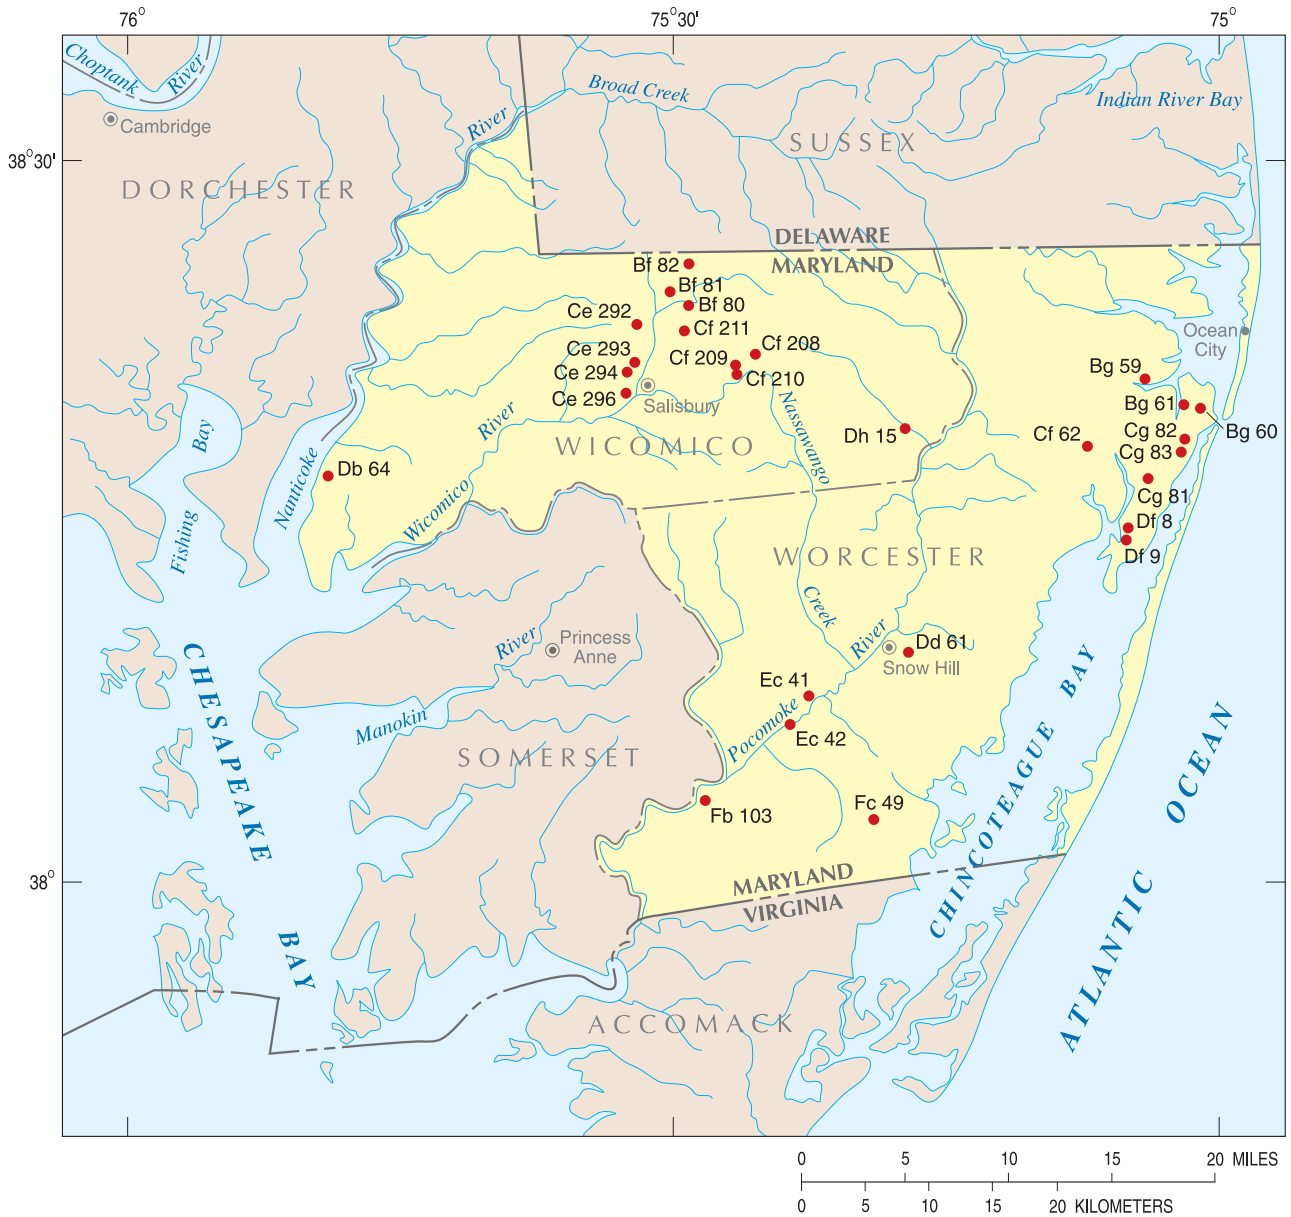 76° 75°30' 75°
Choptank River
Cambridge
River
Broad Creek
Indian River Bay
SUSSEX
38°30'
DORCHESTER
DELAWARE
MARYLAND
Bf 82
Bf 81
Bf 80
Ce 292
Cf 211
Ocean
City
Ce 293
Cf 208
Cf 209
Ce 294
Cf 210
Bg 59
Ce 296
Salisbury
Bg 61
Bg 60
River
Nassawango
Dh 15
Cf 62
Cg 82
Cg 83
WICOMICO
Bay
Nanticoke
Db 64
Wicomico
Cg 81
Fishing
Df 8
Df 9
WORCESTER
Creek
River
River
Princess
Anne
Dd 61
Snow Hill
CHESAPEAKE
Ec 41
Manokin
Pocomoke
Ec 42
SOMERSET
CHINCOTEAGUE BAY
OCEAN
Fb 103
Fc 49
38°
MARYLAND
VIRGINIA
BAY
ATLANTIC
ACCOMACK
0 5 10 15 20 MILES
0 5 10 15 20 KILOMETERS